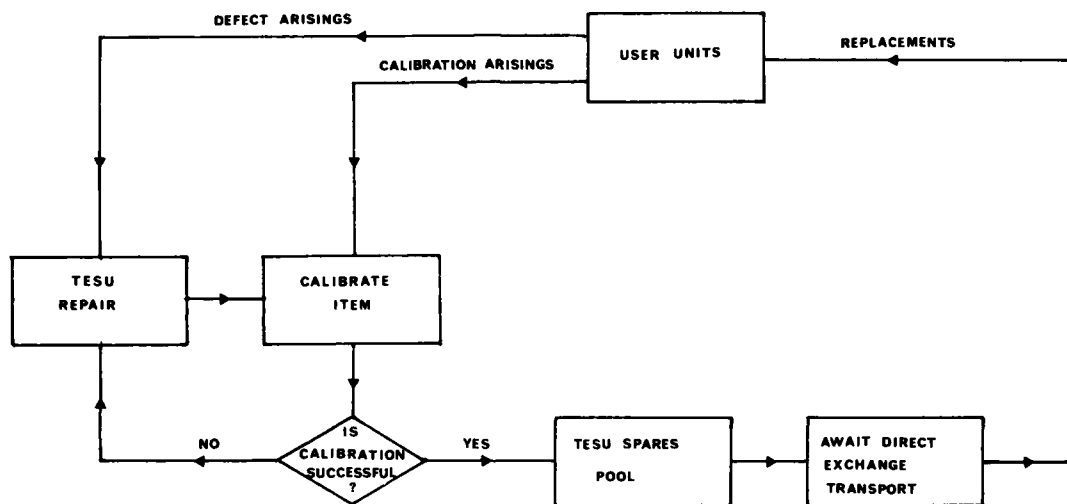 DEFECT ARISINGS
USER UNITS
REPLACEMENTS
CALIBRATION ARISINGS
TESU
REPAIR
CALIBRATE
ITEM
IS
CALIBRATION
SUCCESSFUL
?
NO
YES
TESU SPARES
POOL
AWAIT DIRECT
EXCHANGE
TRANSPORT